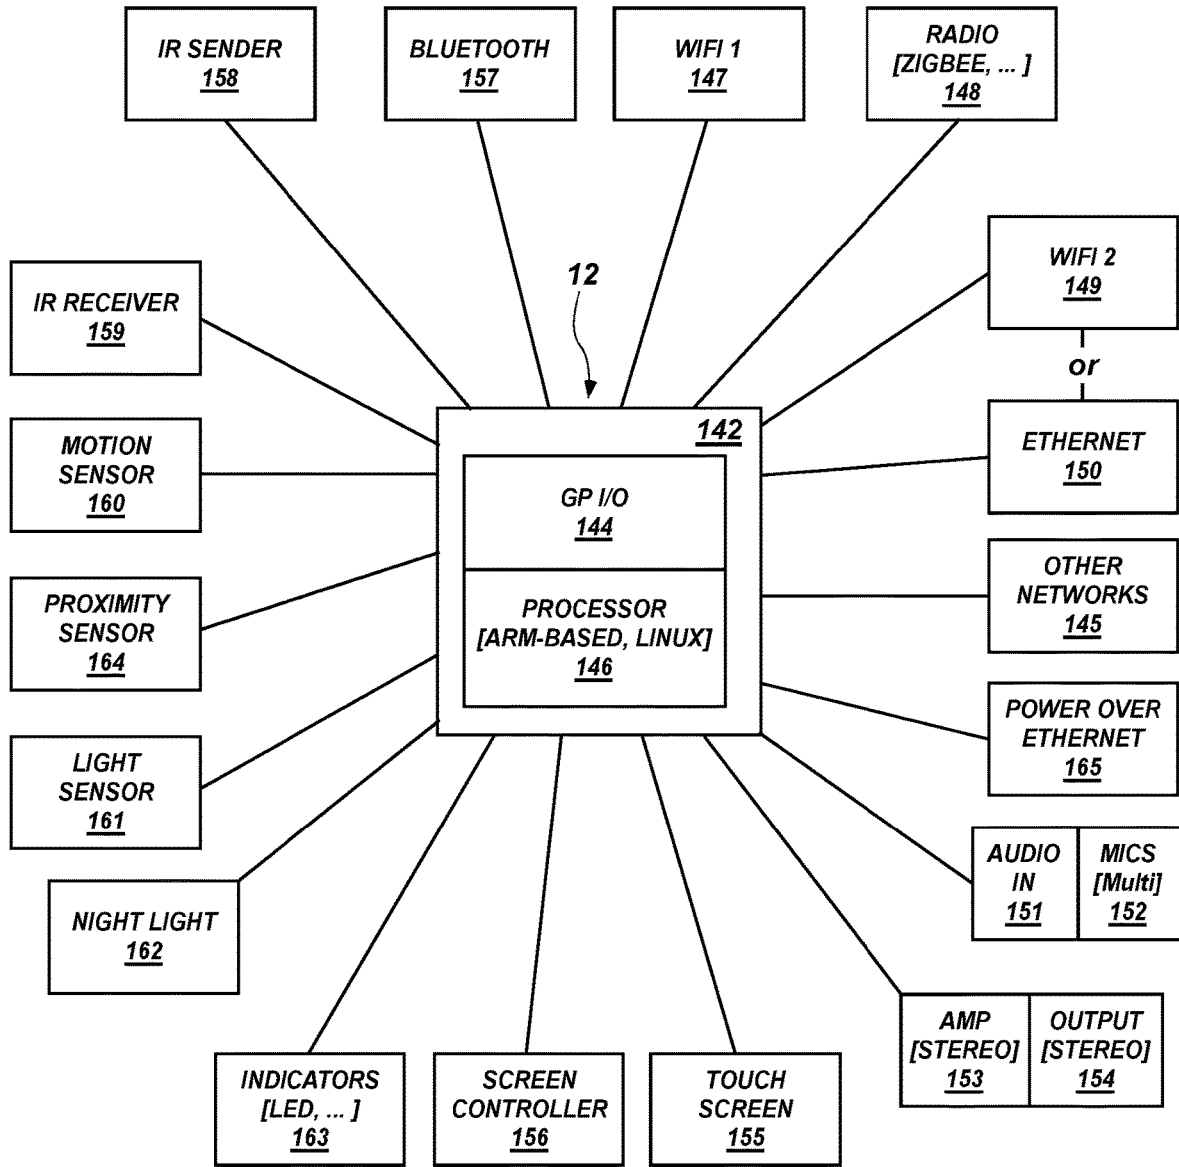 IR SENDER
158
BLUETOOTH
157
WIFI 1
147
RADIO
[ZIGBEE, ... ]
148
12
WIFI 2
149
or
IR RECEIVER
159
142
MOTION
SENSOR
160
ETHERNET
150
GP I/O
144
OTHER
NETWORKS
145
PROXIMITY
SENSOR
164
PROCESSOR
[ARM-BASED, LINUX]
146
POWER OVER
ETHERNET
165
LIGHT
SENSOR
161
AUDIO
IN
151
MICS
[Multi]
152
NIGHT LIGHT
162
AMP
[STEREO]
153
OUTPUT
[STEREO]
154
INDICATORS
[LED, ... ]
163
SCREEN
CONTROLLER
156
TOUCH
SCREEN
155